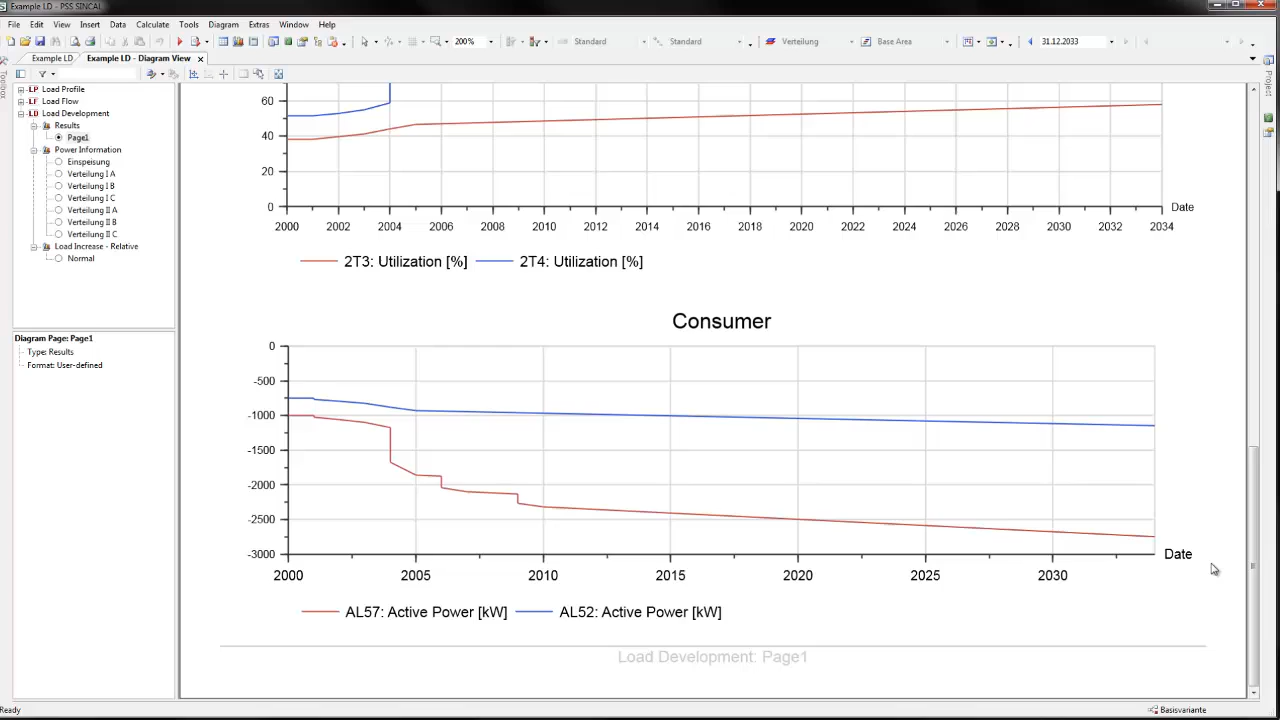 Example LD - PSS SINCAL
File Edit View Insert Data Calculate Tools Diagram Extras Window Help
200% Standard Standard Verteilung Base Area 31.12.2033
Example LD Example LD - Diagram View
Toolbox
Project
Load Profile
Load Flow
Load Development
Results
Page1
Power Information
Einspeisung
Verteilung I A
Verteilung I B
Verteilung I C
Verteilung II A
Verteilung II B
Verteilung II C
Load Increase - Relative
Normal
Diagram Page: Page1
Type: Results
Format: User-defined
60
40
20
0
Date
2000 2002 2004 2006 2008 2010 2012 2014 2016 2018 2020 2022 2024 2026 2028 2030 2032 2034
2T3: Utilization [%] 2T4: Utilization [%]
Consumer
0
-500
-1000
-1500
-2000
-2500
-3000
Date
2000 2005 2010 2015 2020 2025 2030
AL57: Active Power [kW] AL52: Active Power [kW]
Load Development: Page1
Ready
Basisvariante